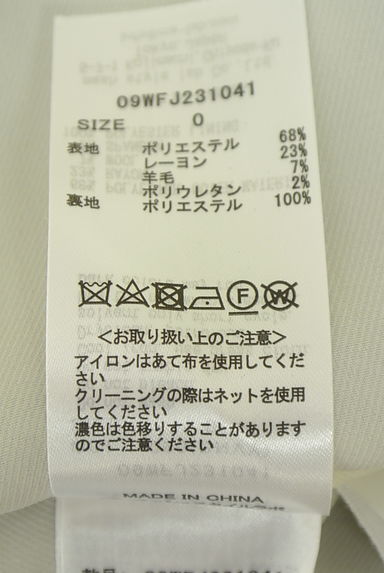 09WFJ231041
SIZE 0
表地 ポリエステル 68%
レーヨン 23%
羊毛 7%
ポリウレタン 2%
裏地 ポリエステル 100%
＜お取り扱い上のご注意＞
アイロンはあて布を使用してくだ
さい
クリーニングの際はネットを使用
してください
濃色は色移りすることがあります
のでご注意ください
MADE IN CHINA